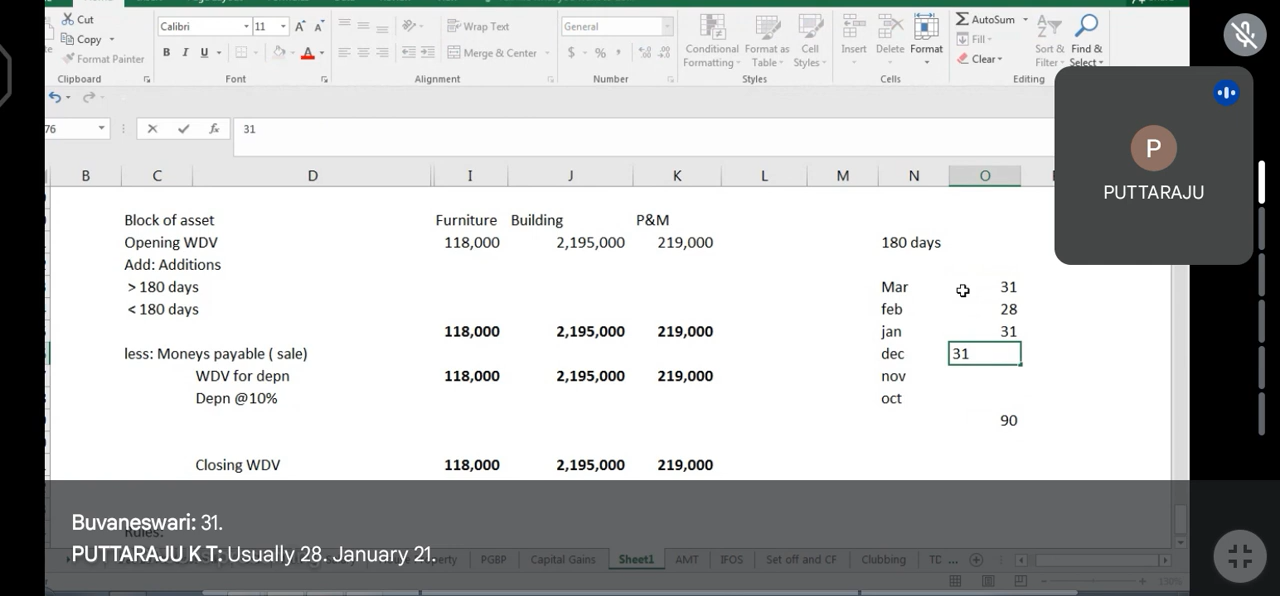 Cut
Copy
Format Painter
Clipboard
Calibri 11 A A
B I U A
Font
Wrap Text
Merge & Center
Alignment
General
$ % ,
Number
Conditional Formatting
Format as Table
Cell Styles
Styles
Insert Delete Format
Cells
AutoSum
Fill
Clear
Sort & Filter
Find & Select
Editing
76 fx 31
B C D I J K L M N O
Block of asset Furniture Building P&M
Opening WDV 118,000 2,195,000 219,000 180 days
Add: Additions
> 180 days Mar 31
< 180 days feb 28
118,000 2,195,000 219,000 jan 31
less: Moneys payable ( sale) dec 31
WDV for depn 118,000 2,195,000 219,000 nov
Depn @10% oct
90
Closing WDV 118,000 2,195,000 219,000
P
PUTTARAJU
Buvaneswari: 31.
Rules:
PUTTARAJU K T: Usually 28. January 21.
PGBP Capital Gains Sheet1 AMT IFOS Set off and CF Clubbing TD ...